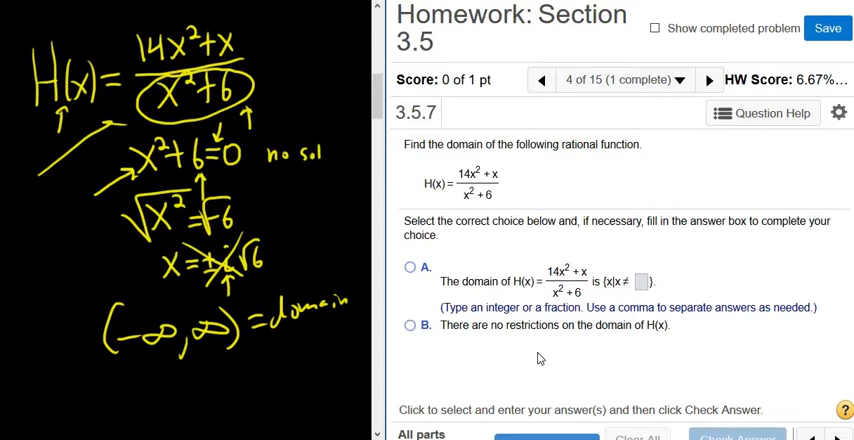 H(x) = 14x²+x / x²+6
x²+6=0 no sol
√x² = √-6
x = ±i√6
(-∞, ∞) = domain
Homework: Section 3.5
Show completed problem
Save
Score: 0 of 1 pt
4 of 15 (1 complete)
HW Score: 6.67%...
3.5.7
Question Help
Find the domain of the following rational function.
H(x) = 14x² + x / x² + 6
Select the correct choice below and, if necessary, fill in the answer box to complete your
choice.
A. The domain of H(x) = 14x² + x / x² + 6 is {x|x ≠ }.
(Type an integer or a fraction. Use a comma to separate answers as needed.)
B. There are no restrictions on the domain of H(x).
Click to select and enter your answer(s) and then click Check Answer.
?
All parts
Clear All
Check Answer